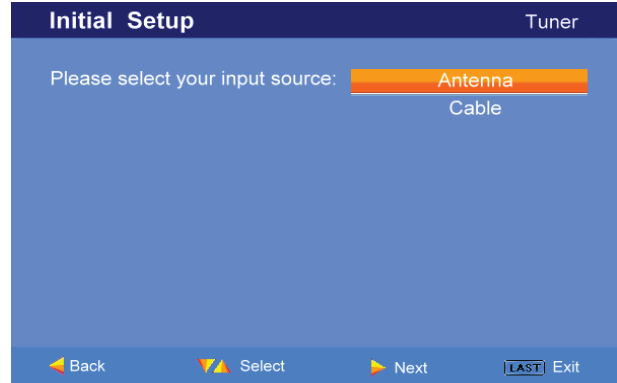 Initial Setup Tuner
Please select your input source: Antenna
Cable
Back Select Next LAST Exit